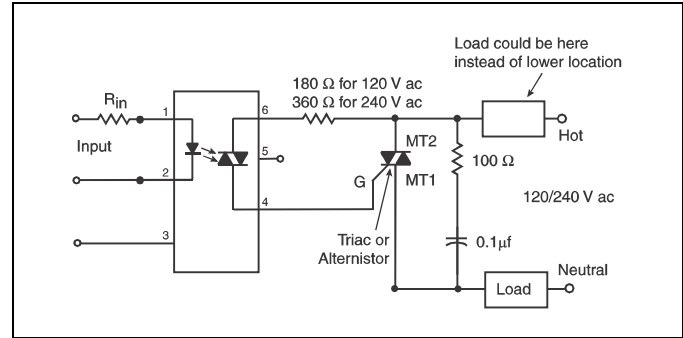 Load could be here
instead of lower location
180 Ω for 120 V ac
360 Ω for 240 V ac
Rin
1
6
Hot
Input
MT2
5
100 Ω
2
G
MT1
120/240 V ac
4
3
Triac or
Alternistor
0.1µf
Neutral
Load